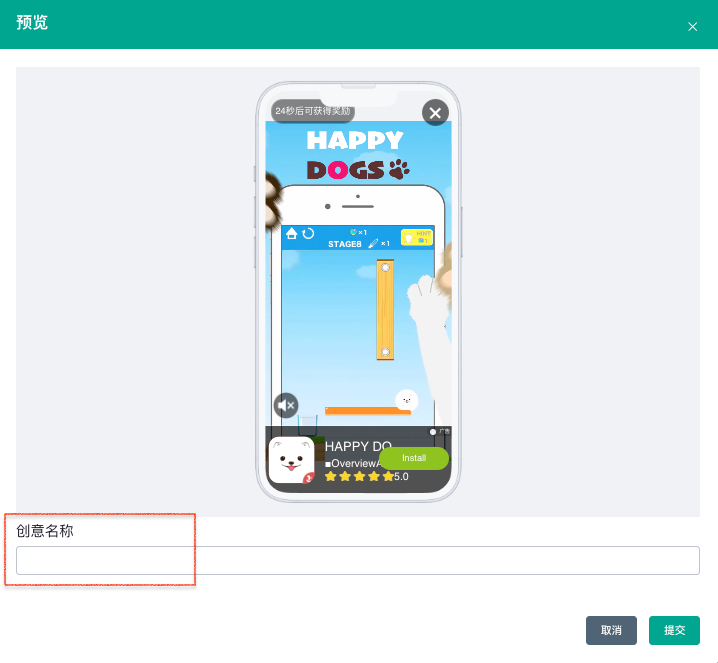 预览
24秒后可获得奖励
HAPPY
DOGS
×1
HINT
STAGE8
×1
1
广告
HAPPY DO
■OverviewA
Install
5.0
创意名称
取消
提交